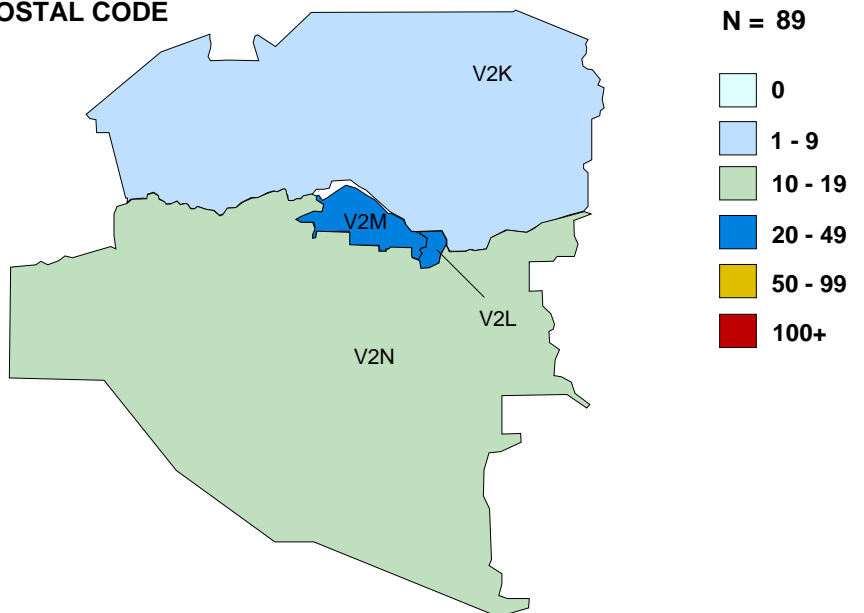 OSTAL CODE
N = 89
V2K
0
1 - 9
10 - 19
V2M
20 - 49
50 - 99
V2L
100+
V2N